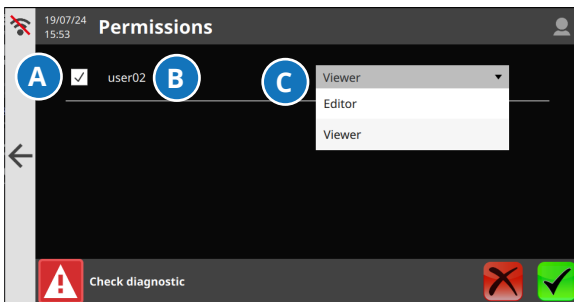 19/07/24
15:53
Permissions
A
user02
B
C
Viewer
Editor
Viewer
Check diagnostic